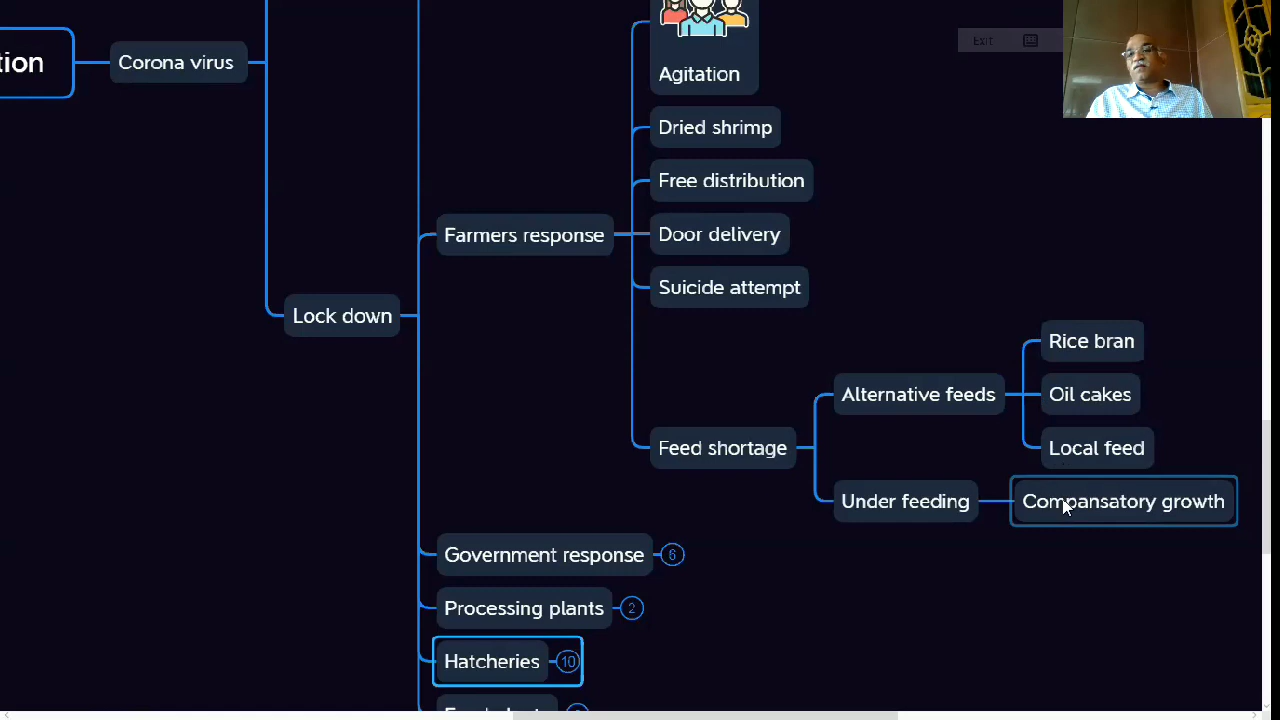 tion
Corona virus
Lock down
Farmers response
Agitation
Dried shrimp
Free distribution
Door delivery
Suicide attempt
Feed shortage
Alternative feeds
Rice bran
Oil cakes
Local feed
Under feeding
Compansatory growth
Government response 6
Processing plants 2
Hatcheries 10
EXIT